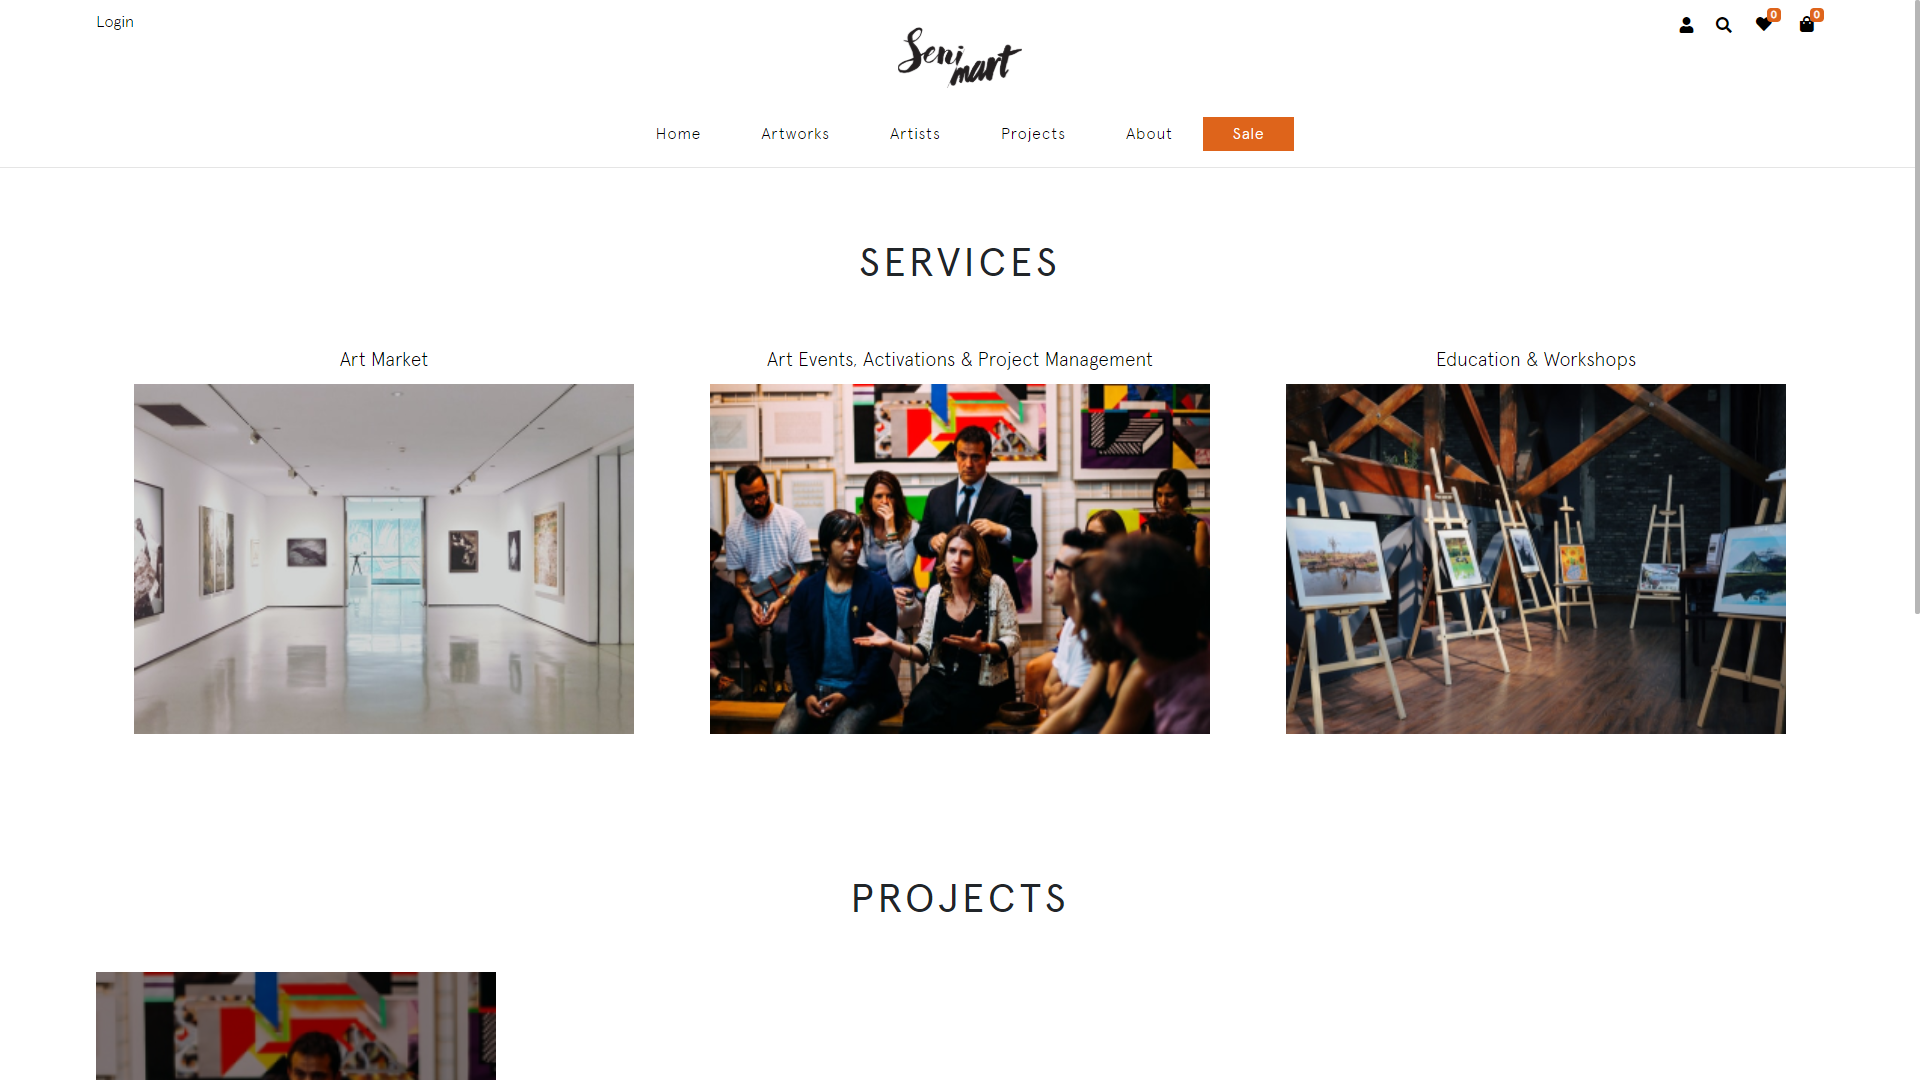 Login
0
0
Seni
mart
Home
Artworks
Artists
Projects
About
Sale
SERVICES
Art Market
Art Events, Activations & Project Management
Education & Workshops
PROJECTS